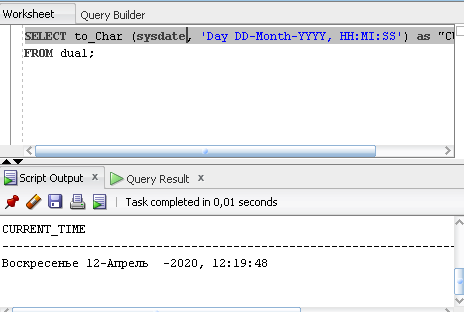 Worksheet Query Builder
SELECT to_Char (sysdate, 'Day DD-Month-YYYY, HH:MI:SS') as "CU
FROM dual;
Script Output x Query Result x
Task completed in 0,01 seconds
CURRENT_TIME
--------------------------------------------------------------------------
Воскресенье 12-Апрель  -2020, 12:19:48